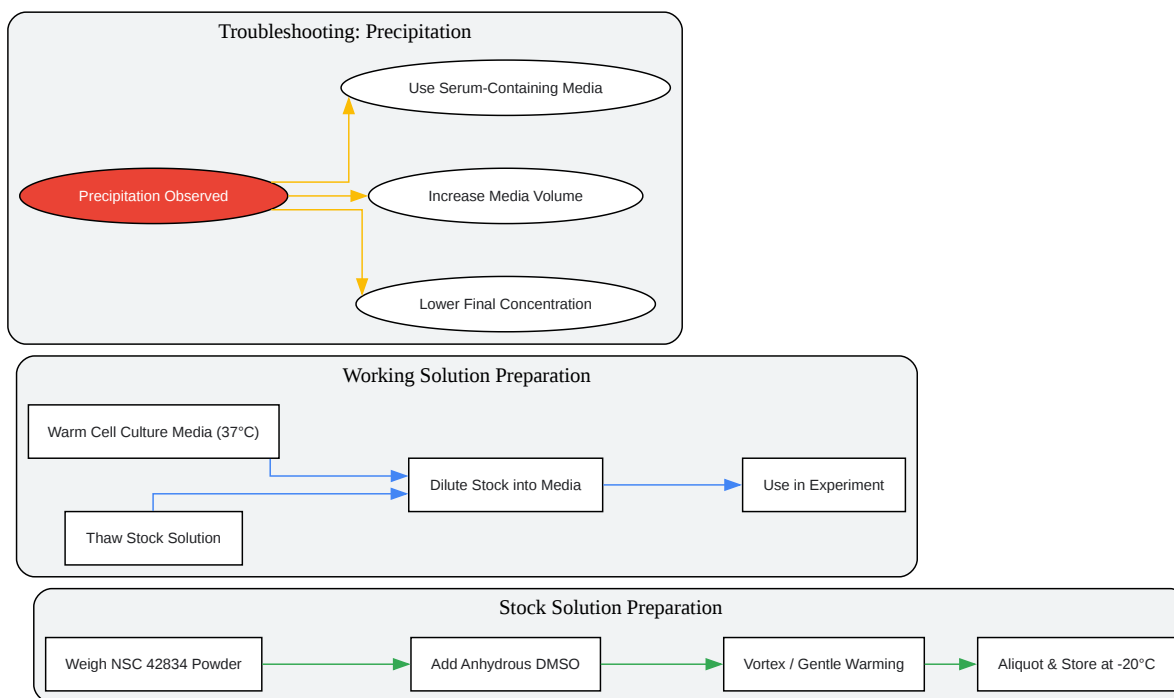 Troubleshooting: Precipitation
Use Serum-Containing Media
Precipitation Observed
Increase Media Volume
Lower Final Concentration
Working Solution Preparation
Warm Cell Culture Media (37°C)
Dilute Stock into Media
Use in Experiment
Thaw Stock Solution
Stock Solution Preparation
Weigh NSC 42834 Powder
Add Anhydrous DMSO
Vortex / Gentle Warming
Aliquot & Store at -20°C